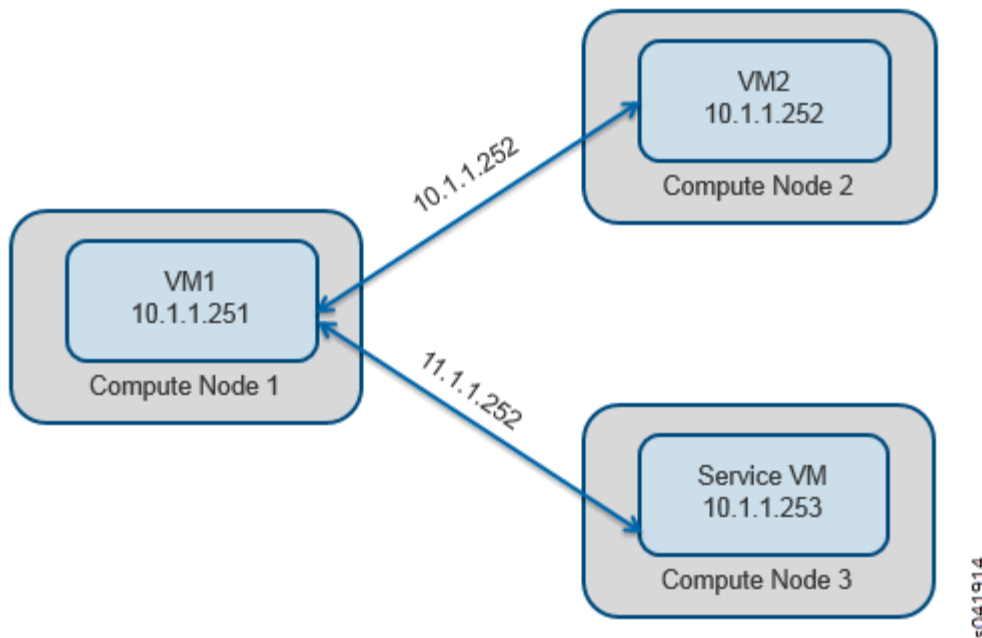 VM2
10.1.1.252
Compute Node 2
10.1.1.252
VM1
10.1.1.251
Compute Node 1
11.1.1.252
Service VM
10.1.1.253
Compute Node 3
s041914